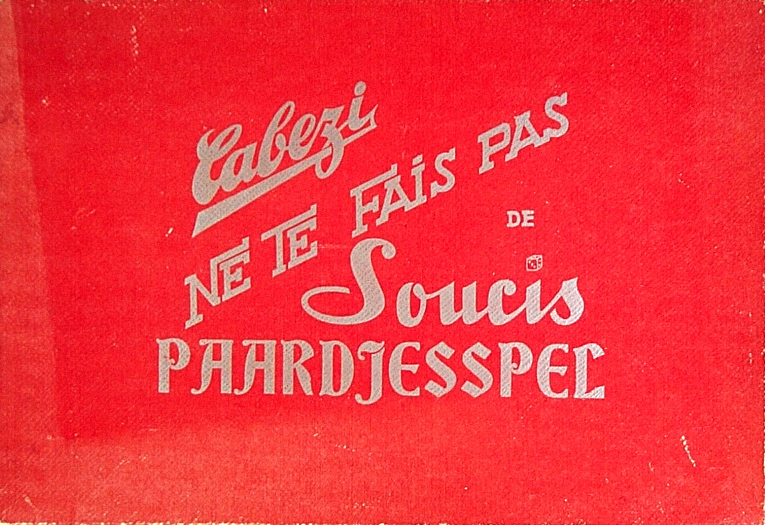 Cabezi
NE TE FAIS PAS
DE
Soucis
PAARDJESSPEL